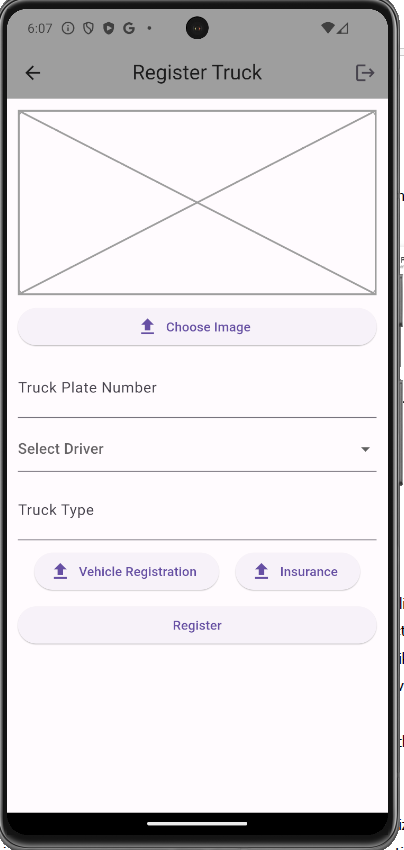 6:07
Register Truck
Choose Image
Truck Plate Number
Select Driver
Truck Type
Vehicle Registration
Insurance
Register